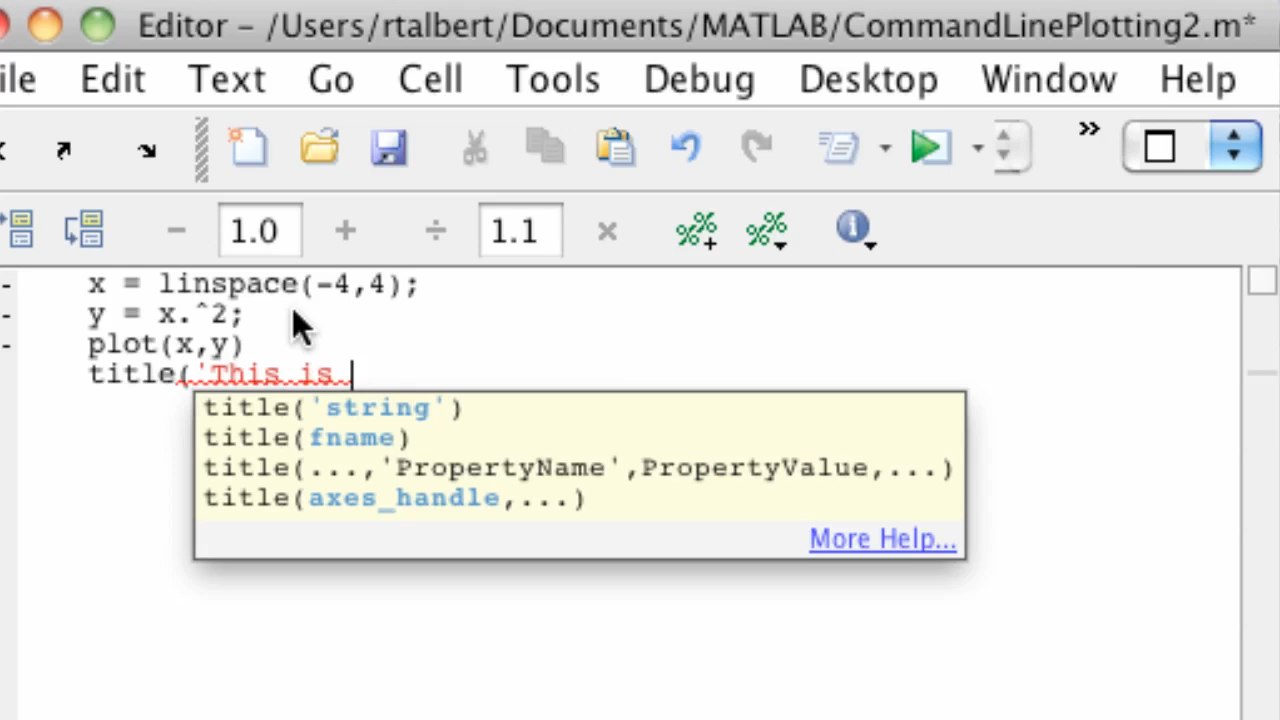 Editor – /Users/rtalbert/Documents/MATLAB/CommandLinePlotting2.m*
ile Edit Text Go Cell Tools Debug Desktop Window Help
1.0 1.1
x = linspace(-4,4);
y = x.^2;
plot(x,y)
title('This is
title('string')
title(fname)
title(...,'PropertyName',PropertyValue,...)
title(axes_handle,...)
More Help...